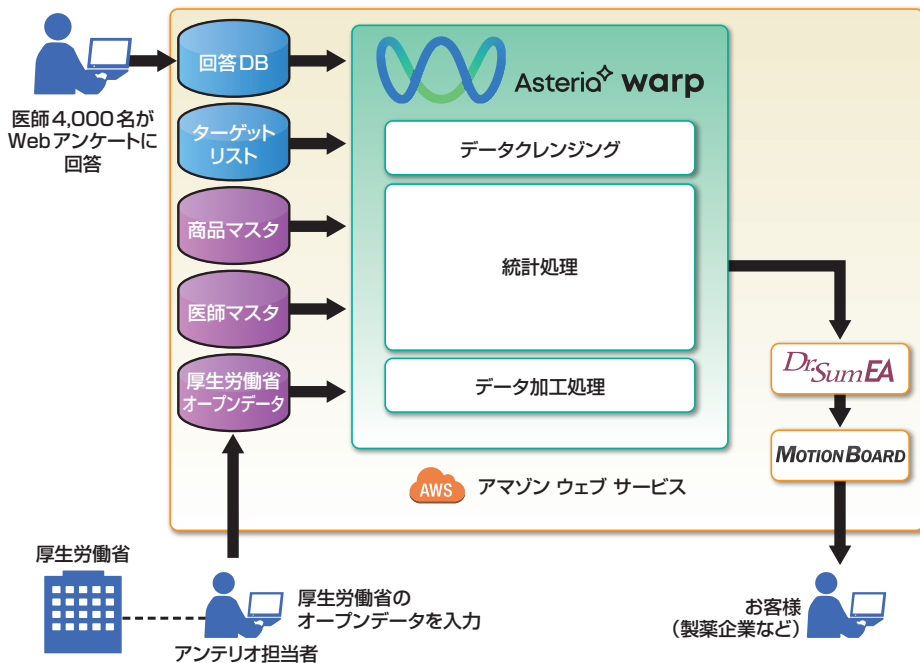 医師4,000名が
Webアンケートに
回答
回答DB
ターゲット
リスト
商品マスタ
医師マスタ
厚生労働省
オープンデータ
Asteria warp
データクレンジング
統計処理
データ加工処理
Dr.Sum EA
MOTIONBOARD
AWS アマゾン ウェブ サービス
厚生労働省
厚生労働省の
オープンデータを入力
アンテリオ担当者
お客様
（製薬企業など）